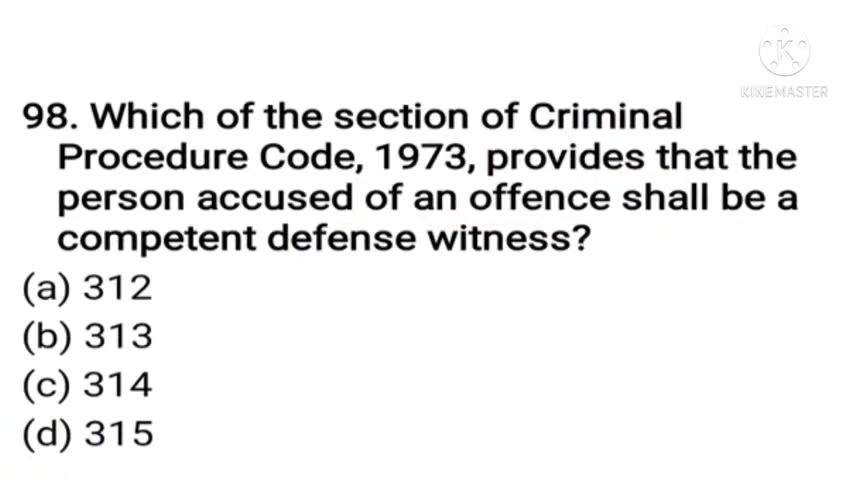 K
KINEMASTER
98. Which of the section of Criminal
Procedure Code, 1973, provides that the
person accused of an offence shall be a
competent defense witness?
(a) 312
(b) 313
(c) 314
(d) 315